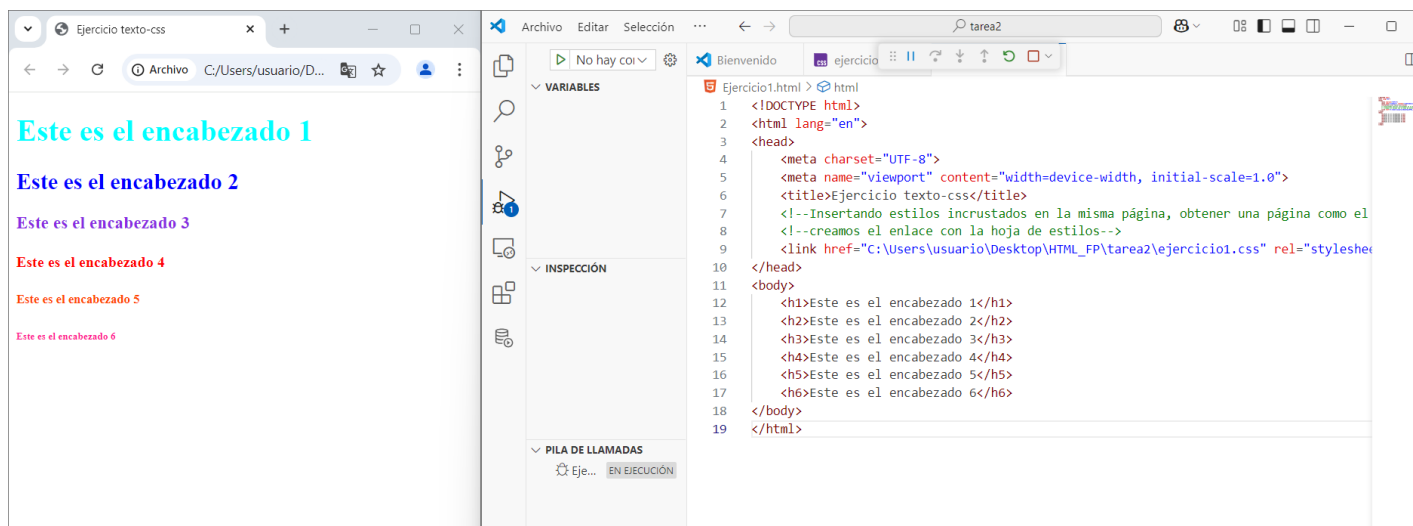 Ejercicio texto-css
Archivo C:/Users/usuario/D...
Este es el encabezado 1
Este es el encabezado 2
Este es el encabezado 3
Este es el encabezado 4
Este es el encabezado 5
Este es el encabezado 6
Archivo Editar Selección ... tarea2
No hay co
VARIABLES
INSPECCIÓN
PILA DE LLAMADAS
Eje... EN EJECUCIÓN
1
Bienvenido ejercicio
Ejercicio1.html > html
1 <!DOCTYPE html>
2 <html lang="en">
3 <head>
4 <meta charset="UTF-8">
5 <meta name="viewport" content="width=device-width, initial-scale=1.0">
6 <title>Ejercicio texto-css</title>
7 <!--Insertando estilos incrustados en la misma página, obtener una página como el
8 <!--creamos el enlace con la hoja de estilos-->
9 <link href="C:\Users\usuario\Desktop\HTML_FP\tarea2\ejercicio1.css" rel="styleshee
10 </head>
11 <body>
12 <h1>Este es el encabezado 1</h1>
13 <h2>Este es el encabezado 2</h2>
14 <h3>Este es el encabezado 3</h3>
15 <h4>Este es el encabezado 4</h4>
16 <h5>Este es el encabezado 5</h5>
17 <h6>Este es el encabezado 6</h6>
18 </body>
19 </html>